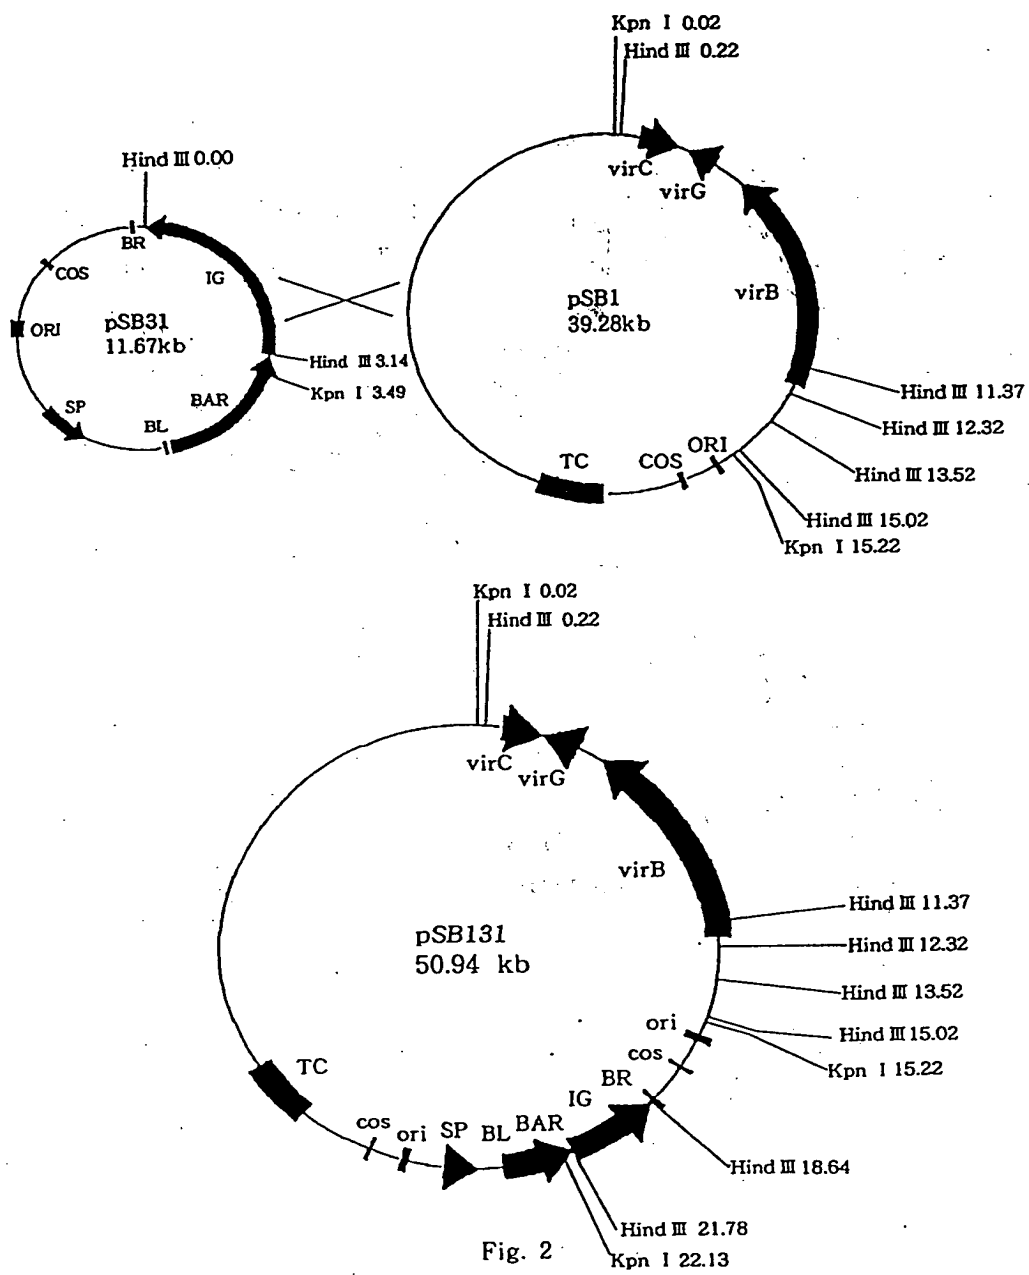 Kpn I 0.02
Hind III 0.22
virC
virG
virB
pSB1
39.28kb
Hind III 11.37
Hind III 12.32
Hind III 13.52
Hind III 15.02
Kpn I 15.22
ORI
COS
TC
Hind III 0.00
BR
COS
IG
pSB31
11.67kb
ORI
Hind III 3.14
Kpn I 3.49
BAR
SP
BL
Kpn I 0.02
Hind III 0.22
virC
virG
virB
pSB131
50.94 kb
Hind III 11.37
Hind III 12.32
Hind III 13.52
Hind III 15.02
Kpn I 15.22
ori
cos
BR
IG
BAR
BL
SP
ori
cos
TC
Hind III 18.64
Hind III 21.78
Kpn I 22.13
Fig. 2